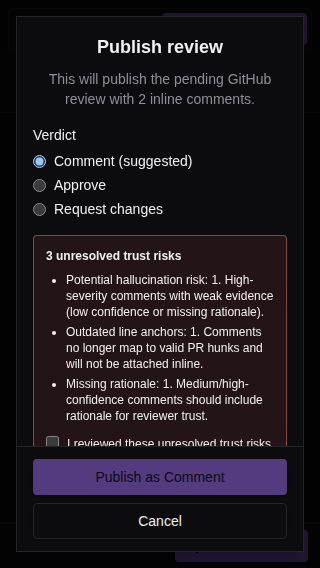 Publish review
This will publish the pending GitHub
review with 2 inline comments.
Verdict
Comment (suggested)
Approve
Request changes
3 unresolved trust risks
Potential hallucination risk: 1. High-
severity comments with weak evidence
(low confidence or missing rationale).
Outdated line anchors: 1. Comments
no longer map to valid PR hunks and
will not be attached inline.
Missing rationale: 1. Medium/high-
confidence comments should include
rationale for reviewer trust.
I reviewed these unresolved trust risks
Publish as Comment
Cancel